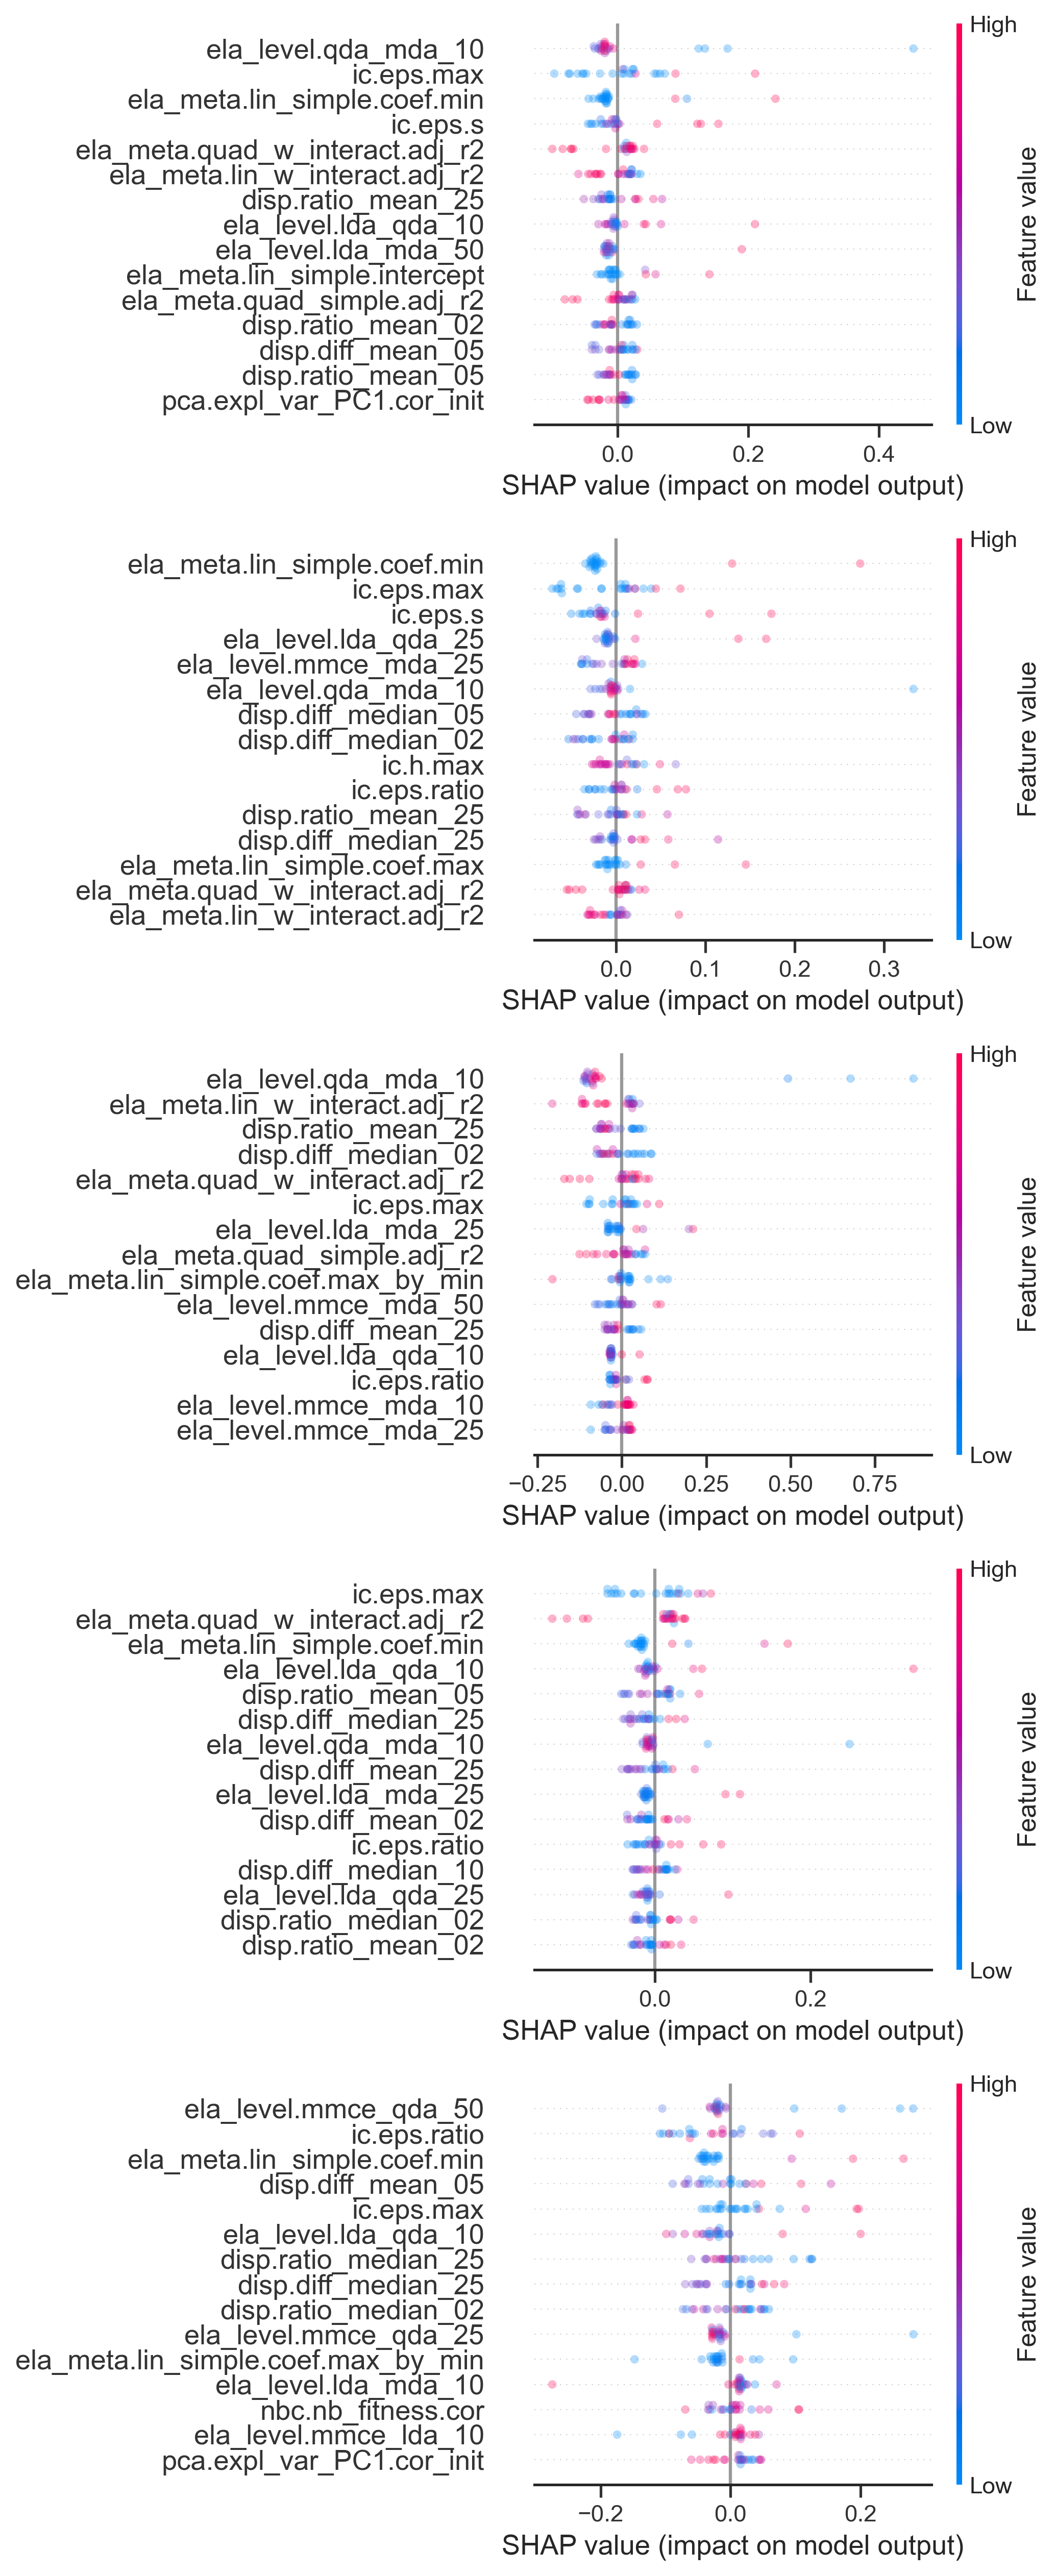 High
ela_level.qda_mda_10
ic.eps.max
ela_meta.lin_simple.coef.min
ic.eps.s
ela_meta.quad_w_interact.adj_r2
ela_meta.lin_w_interact.adj_r2
disp.ratio_mean_25
ela_level.lda_qda_10
ela_level.lda_mda_50
ela_meta.lin_simple.intercept
ela_meta.quad_simple.adj_r2
disp.ratio_mean_02
disp.diff_mean_05
disp.ratio_mean_05
pca.expl_var_PC1.cor_init
Feature value
Low
0.0 0.2 0.4
SHAP value (impact on model output)
High
ela_meta.lin_simple.coef.min
ic.eps.max
ic.eps.s
ela_level.lda_qda_25
ela_level.mmce_mda_25
ela_level.qda_mda_10
disp.diff_median_05
disp.diff_median_02
ic.h.max
ic.eps.ratio
disp.ratio_mean_25
disp.diff_median_25
ela_meta.lin_simple.coef.max
ela_meta.quad_w_interact.adj_r2
ela_meta.lin_w_interact.adj_r2
Feature value
Low
0.0 0.1 0.2 0.3
SHAP value (impact on model output)
High
ela_level.qda_mda_10
ela_meta.lin_w_interact.adj_r2
disp.ratio_mean_25
disp.diff_median_02
ela_meta.quad_w_interact.adj_r2
ic.eps.max
ela_level.lda_mda_25
ela_meta.quad_simple.adj_r2
ela_meta.lin_simple.coef.max_by_min
ela_level.mmce_mda_50
disp.diff_mean_25
ela_level.lda_qda_10
ic.eps.ratio
ela_level.mmce_mda_10
ela_level.mmce_mda_25
Feature value
Low
−0.25 0.00 0.25 0.50 0.75
SHAP value (impact on model output)
High
ic.eps.max
ela_meta.quad_w_interact.adj_r2
ela_meta.lin_simple.coef.min
ela_level.lda_qda_10
disp.ratio_mean_05
disp.diff_median_25
ela_level.qda_mda_10
disp.diff_mean_25
ela_level.lda_mda_25
disp.diff_mean_02
ic.eps.ratio
disp.diff_median_10
ela_level.lda_qda_25
disp.ratio_median_02
disp.ratio_mean_02
Feature value
Low
0.0 0.2
SHAP value (impact on model output)
High
ela_level.mmce_qda_50
ic.eps.ratio
ela_meta.lin_simple.coef.min
disp.diff_mean_05
ic.eps.max
ela_level.lda_qda_10
disp.ratio_median_25
disp.diff_median_25
disp.ratio_median_02
ela_level.mmce_qda_25
ela_meta.lin_simple.coef.max_by_min
ela_level.lda_mda_10
nbc.nb_fitness.cor
ela_level.mmce_lda_10
pca.expl_var_PC1.cor_init
Feature value
Low
−0.2 0.0 0.2
SHAP value (impact on model output)